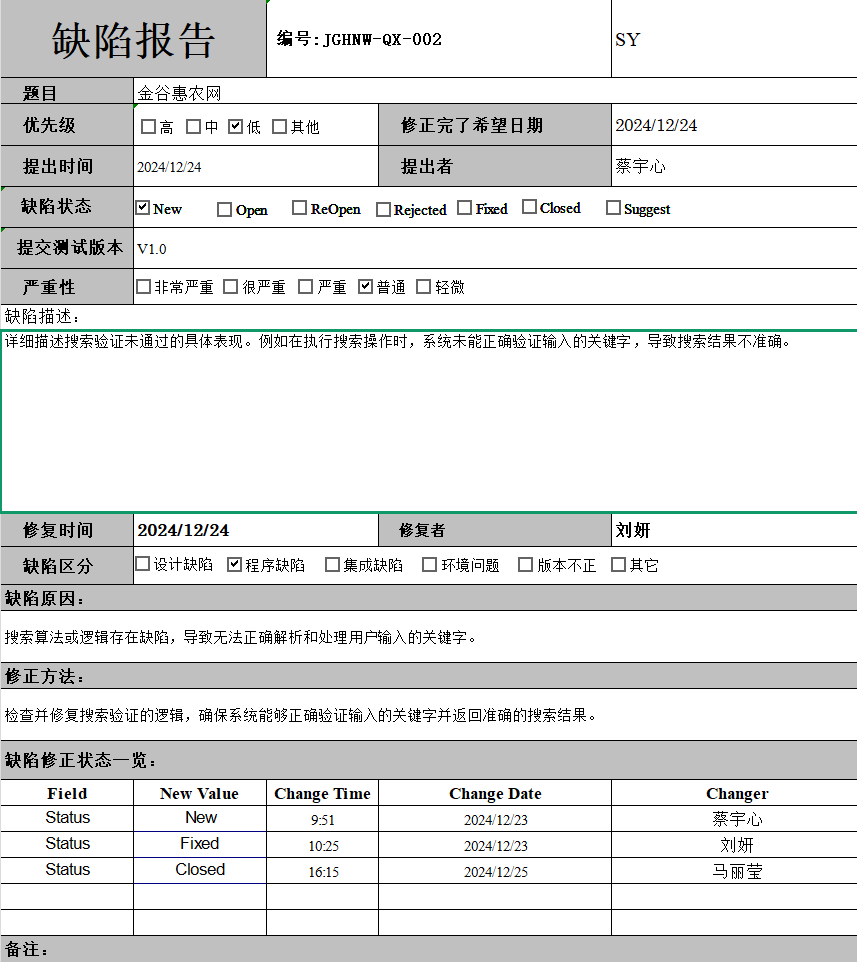 缺陷报告 编号:JGHNW-QX-002 SY
题目 金谷惠农网
优先级 高 中 低 其他 修正完了希望日期 2024/12/24
提出时间 2024/12/24 提出者 蔡宇心
缺陷状态 New Open ReOpen Rejected Fixed Closed Suggest
提交测试版本 V1.0
严重性 非常严重 很严重 严重 普通 轻微
缺陷描述：
详细描述搜索验证未通过的具体表现。例如在执行搜索操作时，系统未能正确验证输入的关键字，导致搜索结果不准确。
修复时间 2024/12/24 修复者 刘妍
缺陷区分 设计缺陷 程序缺陷 集成缺陷 环境问题 版本不正 其它
缺陷原因：
搜索算法或逻辑存在缺陷，导致无法正确解析和处理用户输入的关键字。
修正方法：
检查并修复搜索验证的逻辑，确保系统能够正确验证输入的关键字并返回准确的搜索结果。
缺陷修正状态一览：
Field New Value Change Time Change Date Changer
Status New 9:51 2024/12/23 蔡宇心
Status Fixed 10:25 2024/12/23 刘妍
Status Closed 16:15 2024/12/25 马丽莹
备注：